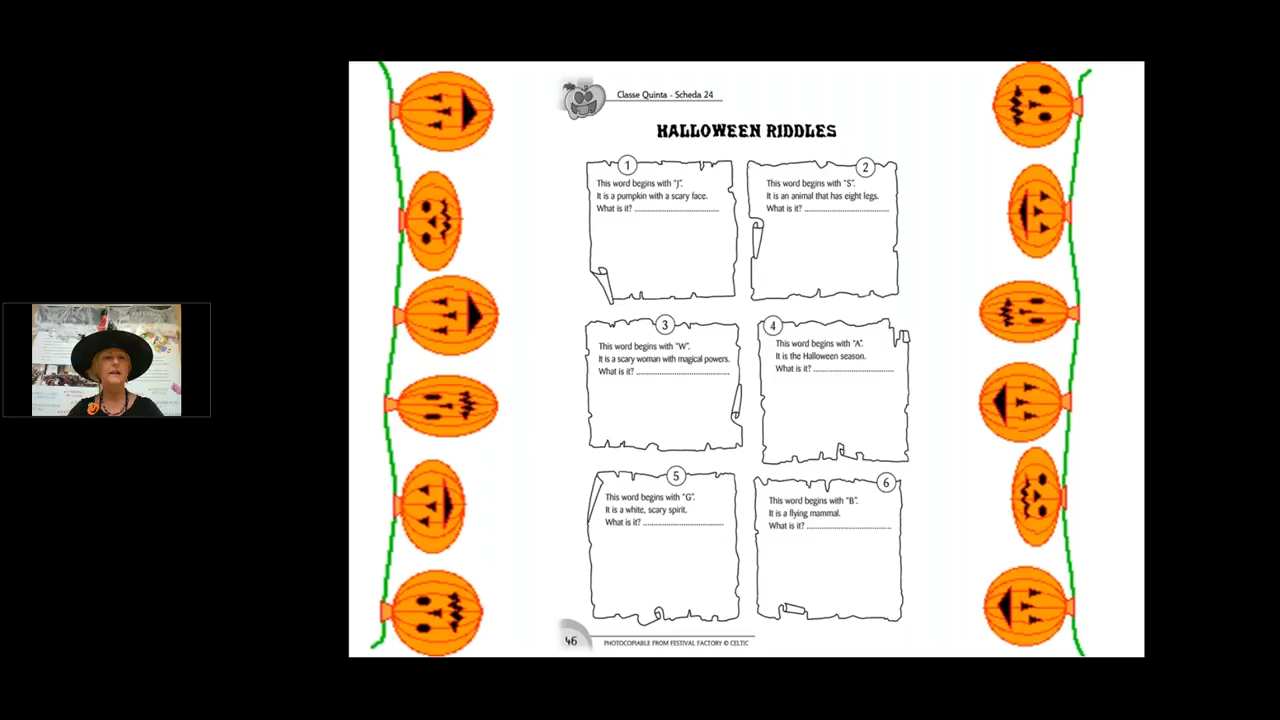 Classe Quinta - Scheda 24
HALLOWEEN RIDDLES
1
This word begins with "J".
It is a pumpkin with a scary face.
What is it? ................................
2
This word begins with "S".
It is an animal that has eight legs.
What is it? ................................
3
This word begins with "W".
It is a scary woman with magical powers.
What is it? ................................
4
This word begins with "A".
It is the Halloween season.
What is it? ................................
5
This word begins with "G".
It is a white, scary spirit.
What is it? ................................
6
This word begins with "B".
It is a flying mammal.
What is it? ................................
46
PHOTOCOPIABLE FROM FESTIVAL FACTORY © CELTIC